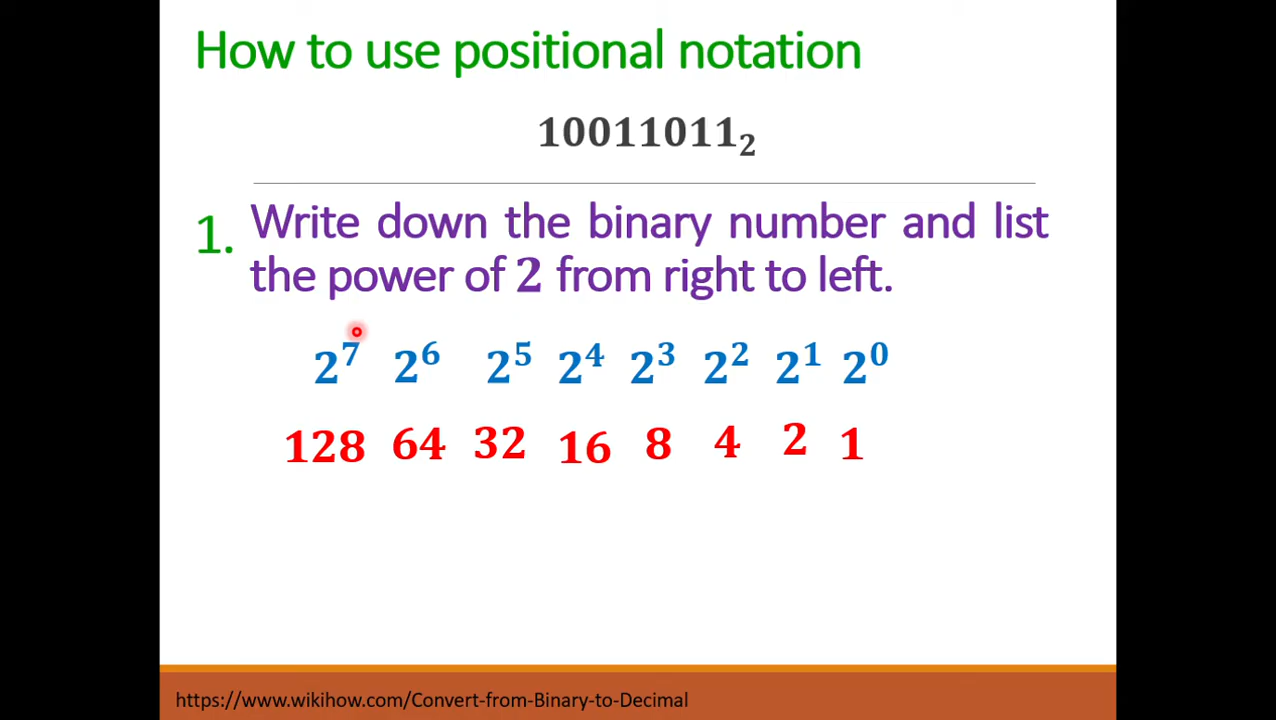 How to use positional notation
10011011₂
1. Write down the binary number and list
the power of 2 from right to left.
2⁷ 2⁶ 2⁵ 2⁴ 2³ 2² 2¹ 2⁰
128 64 32 16 8 4 2 1
https://www.wikihow.com/Convert-from-Binary-to-Decimal